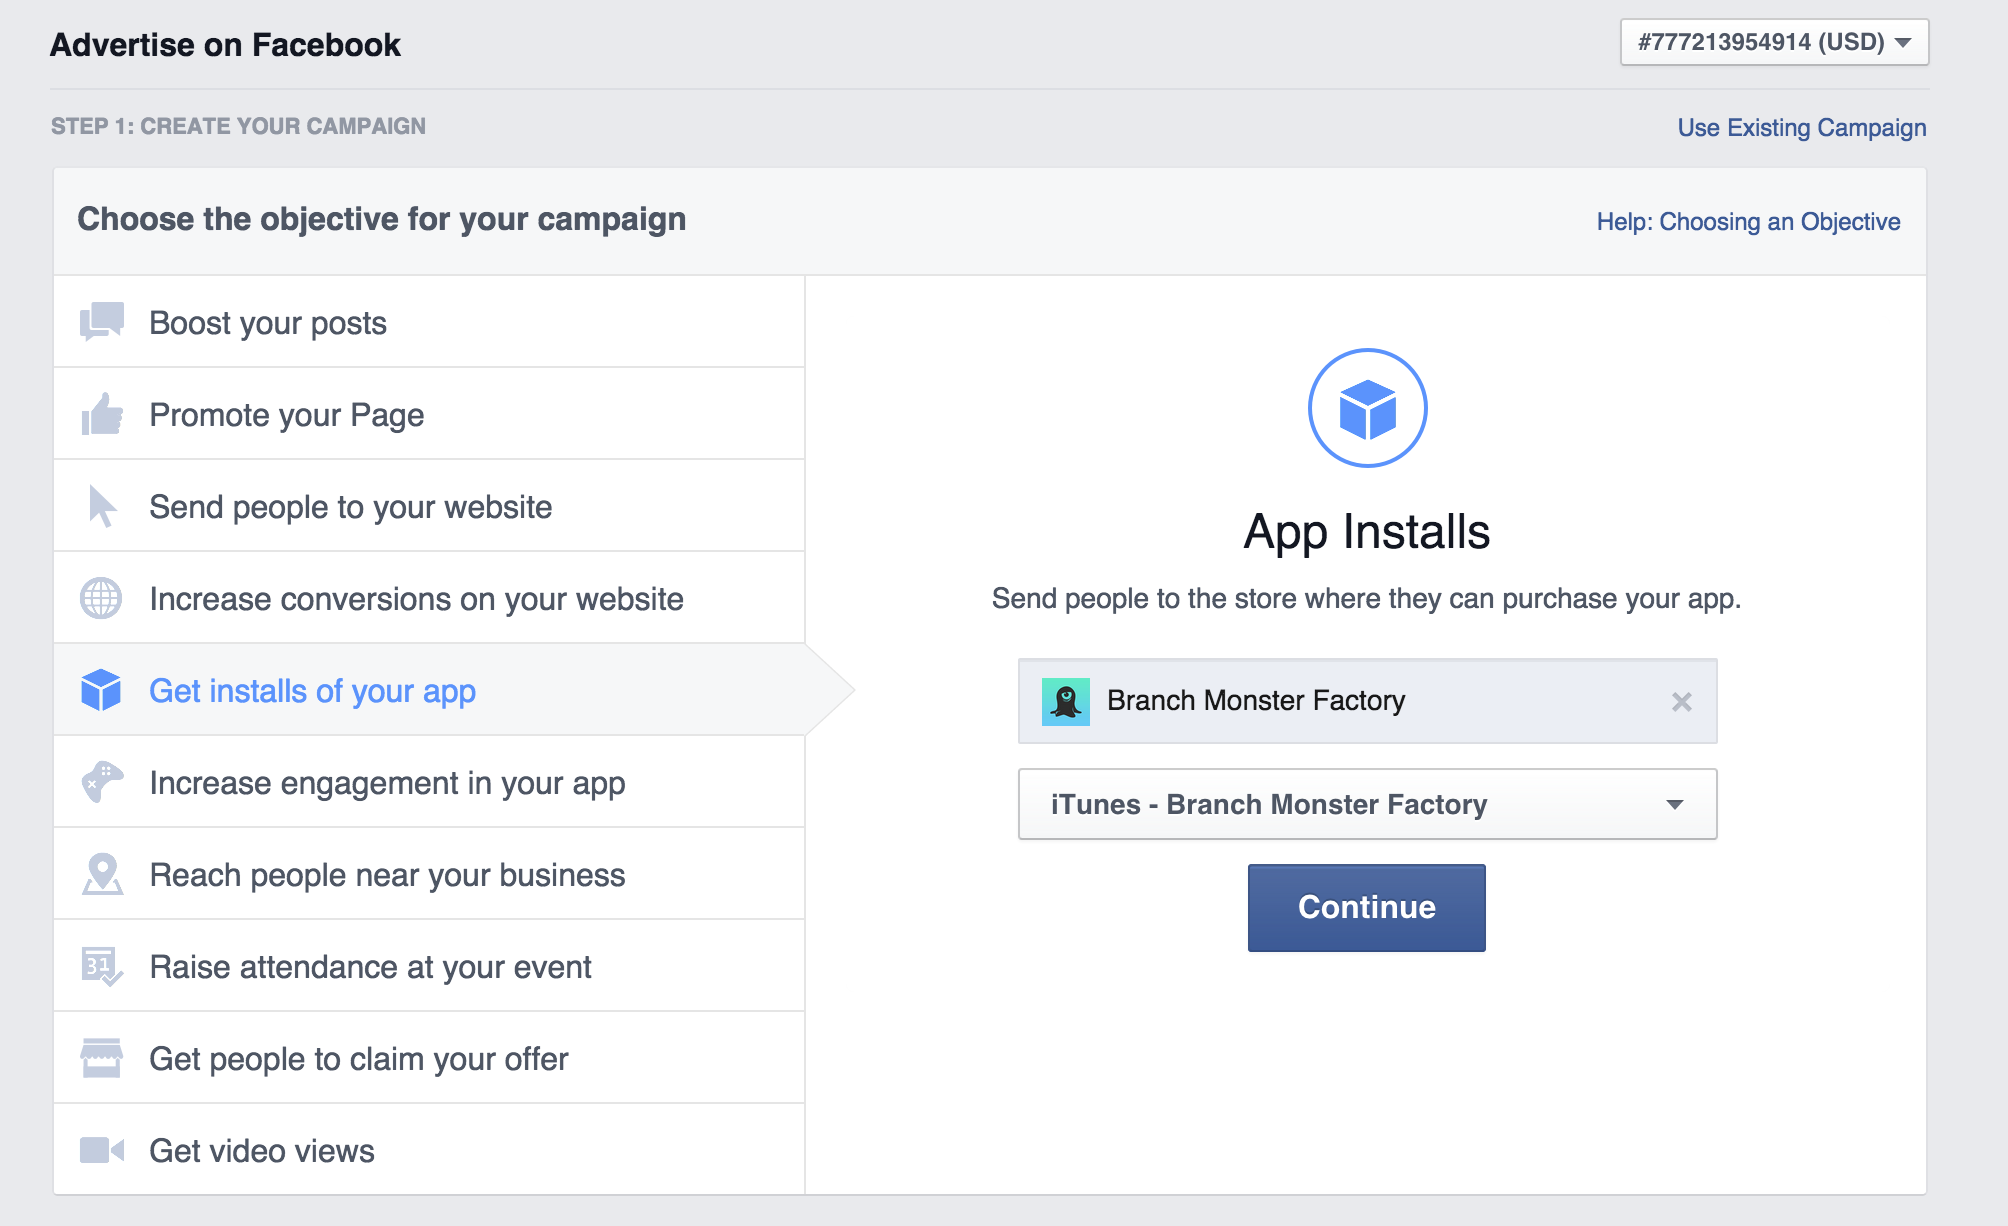 Advertise on Facebook
#777213954914 (USD)
STEP 1: CREATE YOUR CAMPAIGN
Use Existing Campaign
Choose the objective for your campaign
Help: Choosing an Objective
Boost your posts
Promote your Page
Send people to your website
Increase conversions on your website
Get installs of your app
Increase engagement in your app
Reach people near your business
31
Raise attendance at your event
Get people to claim your offer
Get video views
App Installs
Send people to the store where they can purchase your app.
Branch Monster Factory
iTunes - Branch Monster Factory
Continue